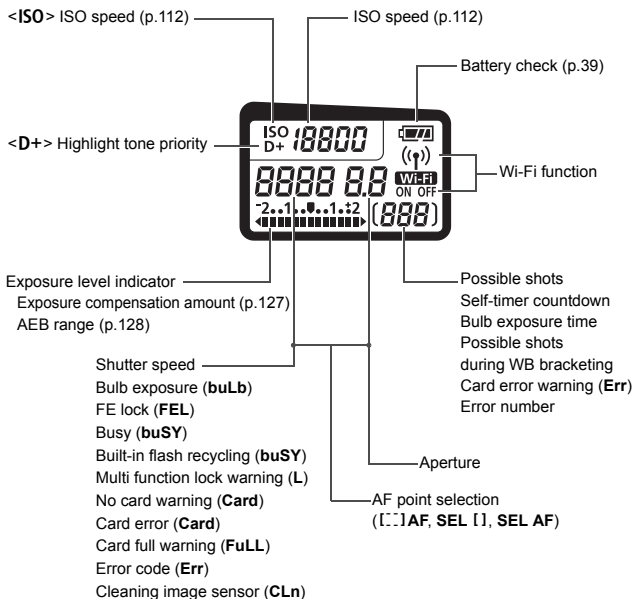 <ISO> ISO speed (p.112)
ISO speed (p.112)
Battery check (p.39)
<D+> Highlight tone priority
ISO 18800
D+
Wi-Fi
ON OFF
8888 8.8
-2..1..0..1.+2
(888)
Wi-Fi function
Exposure level indicator
Exposure compensation amount (p.127)
AEB range (p.128)
Possible shots
Self-timer countdown
Bulb exposure time
Possible shots
during WB bracketing
Card error warning (Err)
Error number
Shutter speed
Bulb exposure (buLb)
FE lock (FEL)
Busy (buSY)
Built-in flash recycling (buSY)
Multi function lock warning (L)
No card warning (Card)
Card error (Card)
Card full warning (FuLL)
Error code (Err)
Cleaning image sensor (CLn)
Aperture
AF point selection
([ ] AF, SEL [ ], SEL AF)